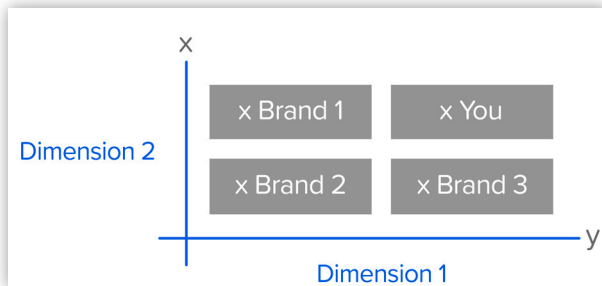 x
x Brand 1
x You
Dimension 2
x Brand 2
x Brand 3
y
Dimension 1